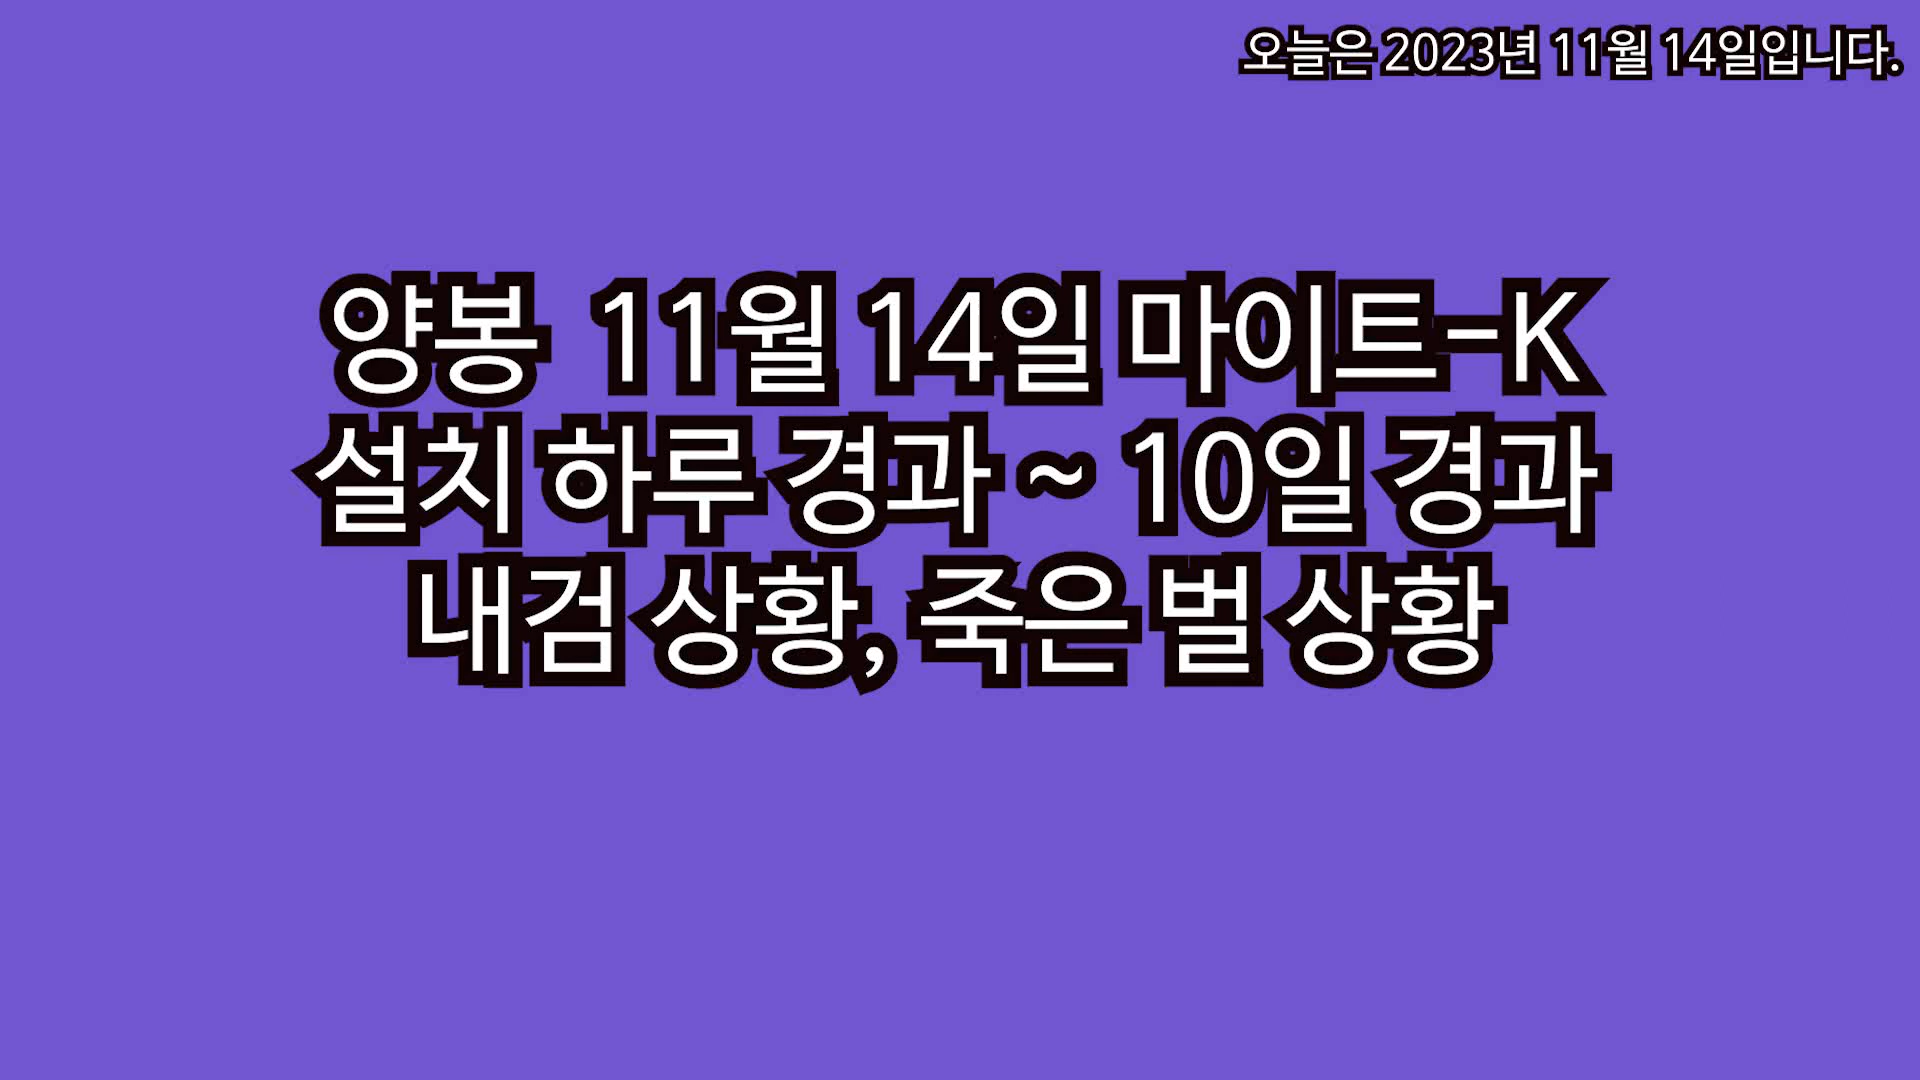 오늘은 2023년 11월 14일입니다.
양봉 11월 14일 마이트-K
설치 하루 경과 ~ 10일 경과
내검 상황, 죽은 벌 상황